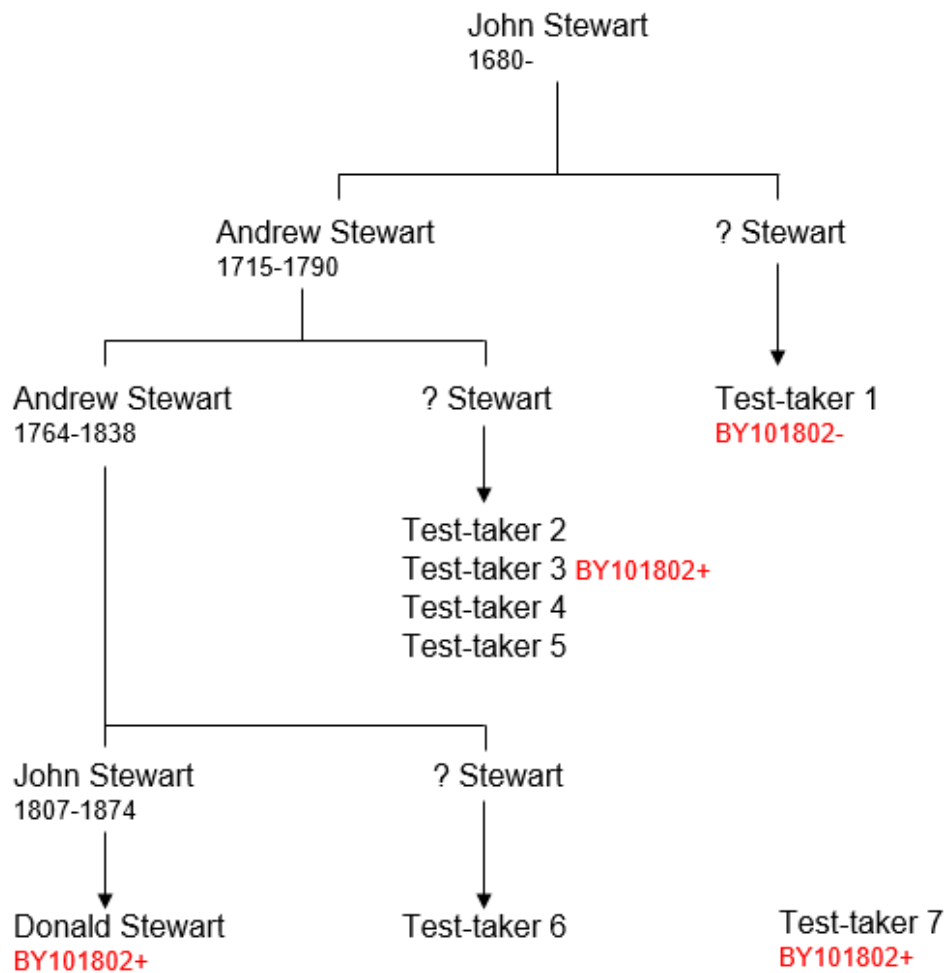 John Stewart
1680-
Andrew Stewart
1715-1790
? Stewart
Andrew Stewart
1764-1838
? Stewart
Test-taker 1
BY101802-
Test-taker 2
Test-taker 3 BY101802+
Test-taker 4
Test-taker 5
John Stewart
1807-1874
? Stewart
Donald Stewart
BY101802+
Test-taker 6
Test-taker 7
BY101802+